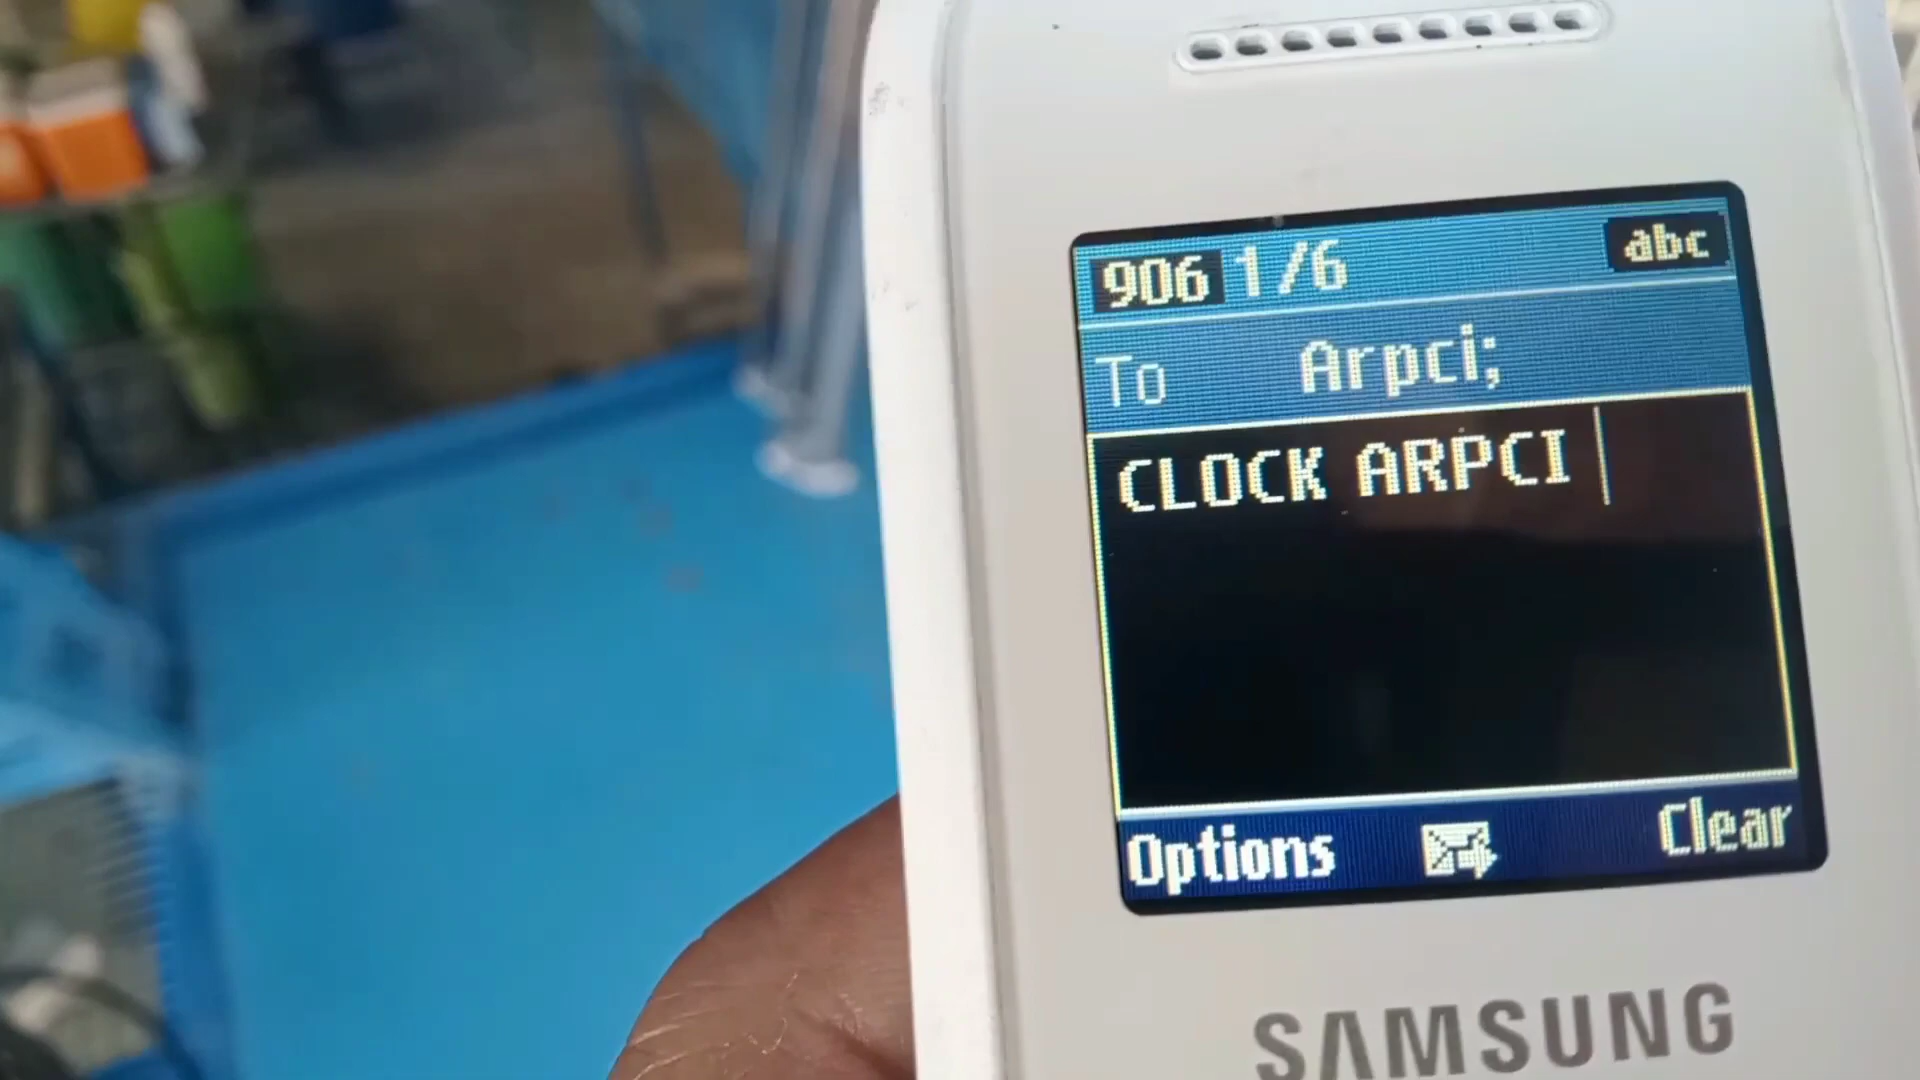 906 1/6 abc
To Arpci;
CLOCK ARPCI
Options Clear
SAMSUNG